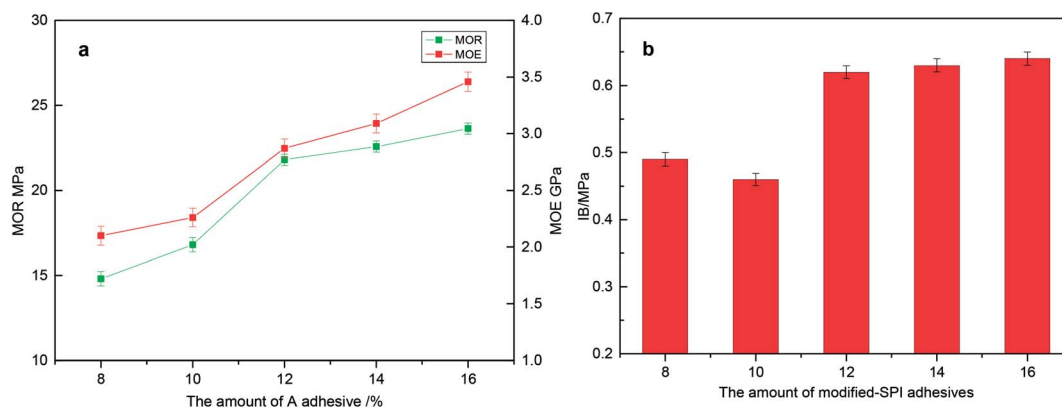 a
MOR
MOE
30
25
20
15
10
MOR MPa
4.0
3.5
3.0
2.5
2.0
1.5
1.0
MOE GPa
8 10 12 14 16
The amount of A adhesive /%
b
0.7
0.6
0.5
0.4
0.3
0.2
IB/MPa
8 10 12 14 16
The amount of modified-SPI adhesives